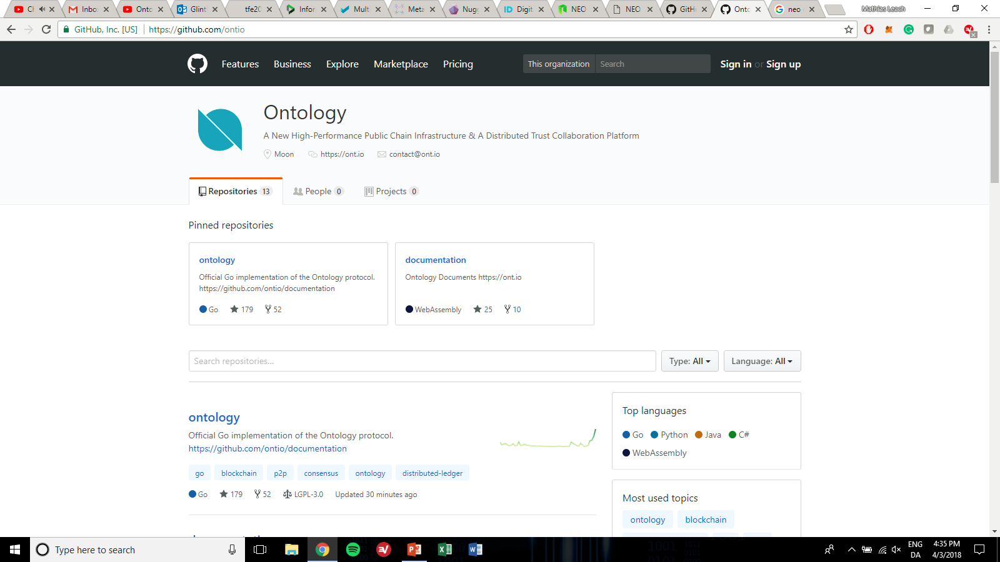 Inbo
Onto
Glint
tfe20
Infor
Mult
Meta
Nugg
ID Digit
NEO
NEO
GitH
Onto
neo
Mathias Leach
GitHub, Inc. [US] https://github.com/ontio
Features Business Explore Marketplace Pricing
This organization Search
Sign in or Sign up
Ontology
A New High-Performance Public Chain Infrastructure & A Distributed Trust Collaboration Platform
Moon https://ont.io contact@ont.io
Repositories 13 People 0 Projects 0
Pinned repositories
ontology
Official Go implementation of the Ontology protocol.
https://github.com/ontio/documentation
Go 179 52
documentation
Ontology Documents https://ont.io
WebAssembly 25 10
Search repositories...
Type: All
Language: All
ontology
Official Go implementation of the Ontology protocol.
https://github.com/ontio/documentation
go blockchain p2p consensus ontology distributed-ledger
Go 179 52 LGPL-3.0 Updated 30 minutes ago
Top languages
Go Python Java C#
WebAssembly
Most used topics
ontology blockchain
Type here to search
ENG
DA
4:35 PM
4/3/2018